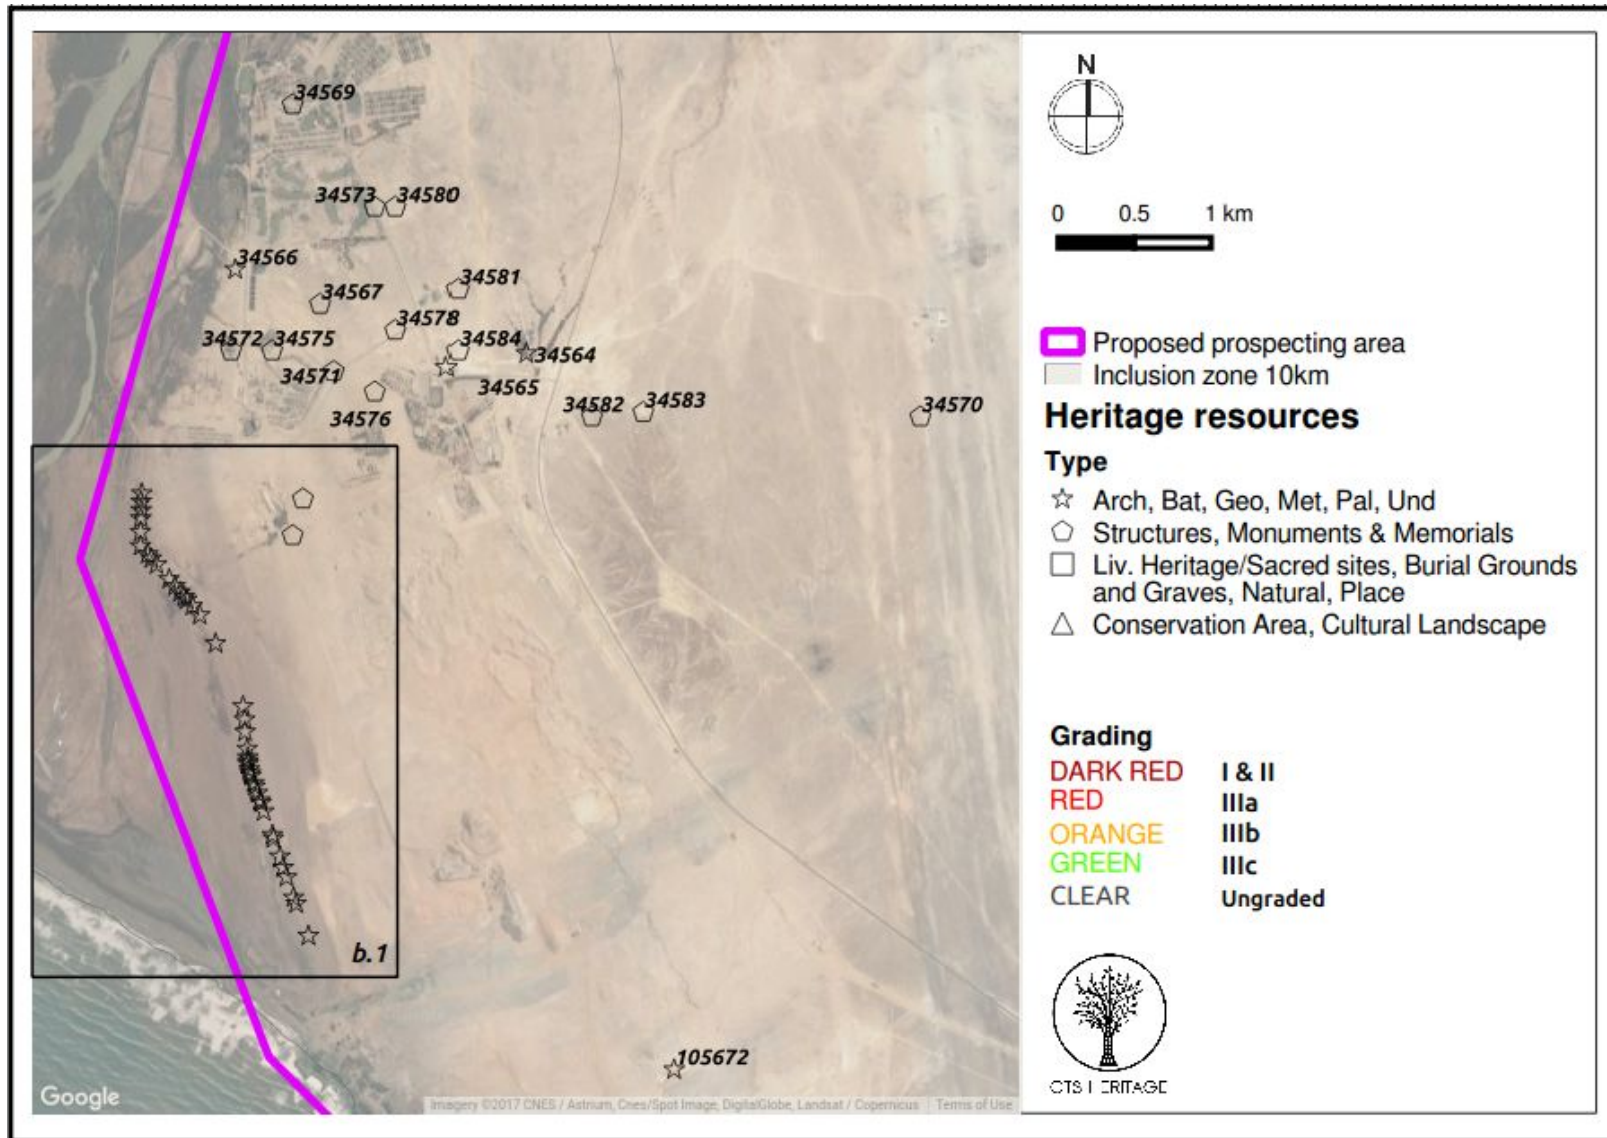 34569
34573
34580
34566
34581
34567
34578
34572
34575
34584
34564
34571
34565
34576
34582
34583
34570
b.1
105672
Google
Imagery ©2017 CNES / Astrium, Cnes/Spot Image, DigitalGlobe, Landsat / Copernicus
Terms of Use
N
0 0.5 1 km
Proposed prospecting area
Inclusion zone 10km
Heritage resources
Type
Arch, Bat, Geo, Met, Pal, Und
Structures, Monuments & Memorials
Liv. Heritage/Sacred sites, Burial Grounds
and Graves, Natural, Place
Conservation Area, Cultural Landscape
Grading
DARK RED I & II
RED IIIa
ORANGE IIIb
GREEN IIIc
CLEAR Ungraded
CTS HERITAGE